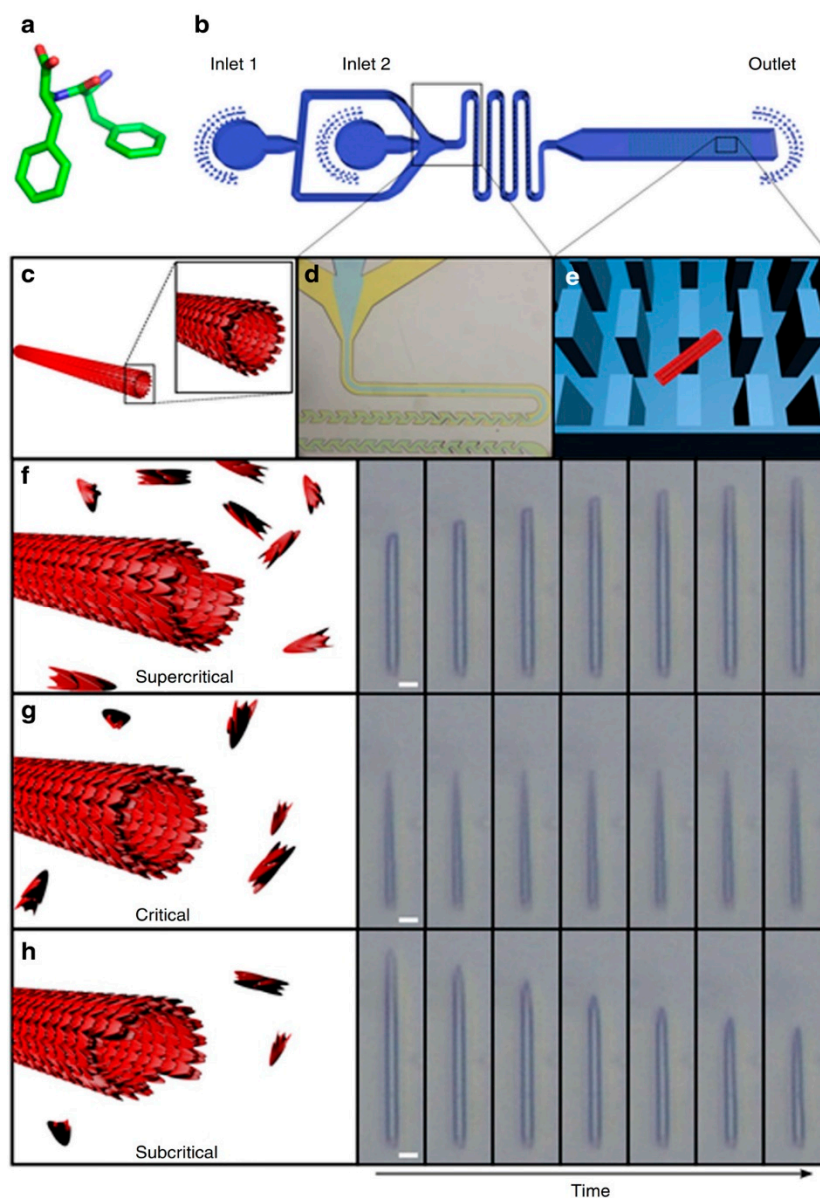 a
b
Inlet 1
Inlet 2
Outlet
c
d
e
f
Supercritical
g
Critical
h
Subcritical
Time